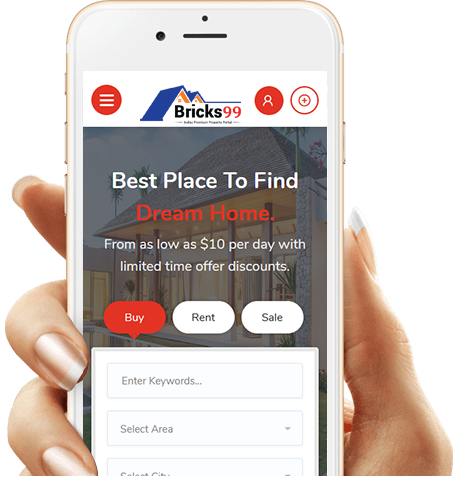 Bricks99
Indias Premium Property Portal
Best Place To Find
Dream Home.
From as low as $10 per day with
limited time offer discounts.
Buy
Rent
Sale
Enter Keywords...
Select Area
Select City